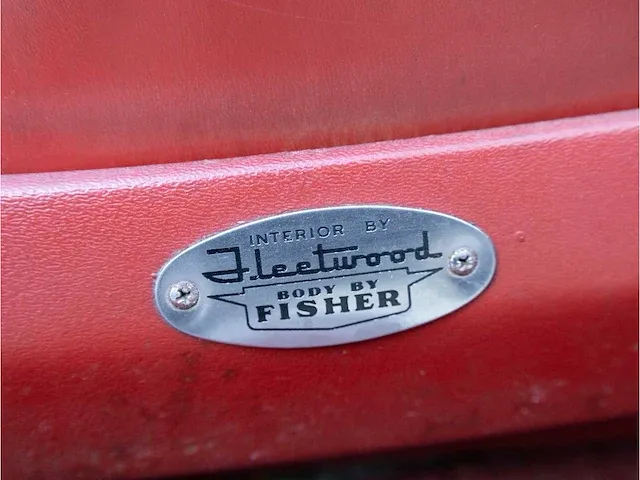 INTERIOR BY
Fleetwood
BODY BY
FISHER